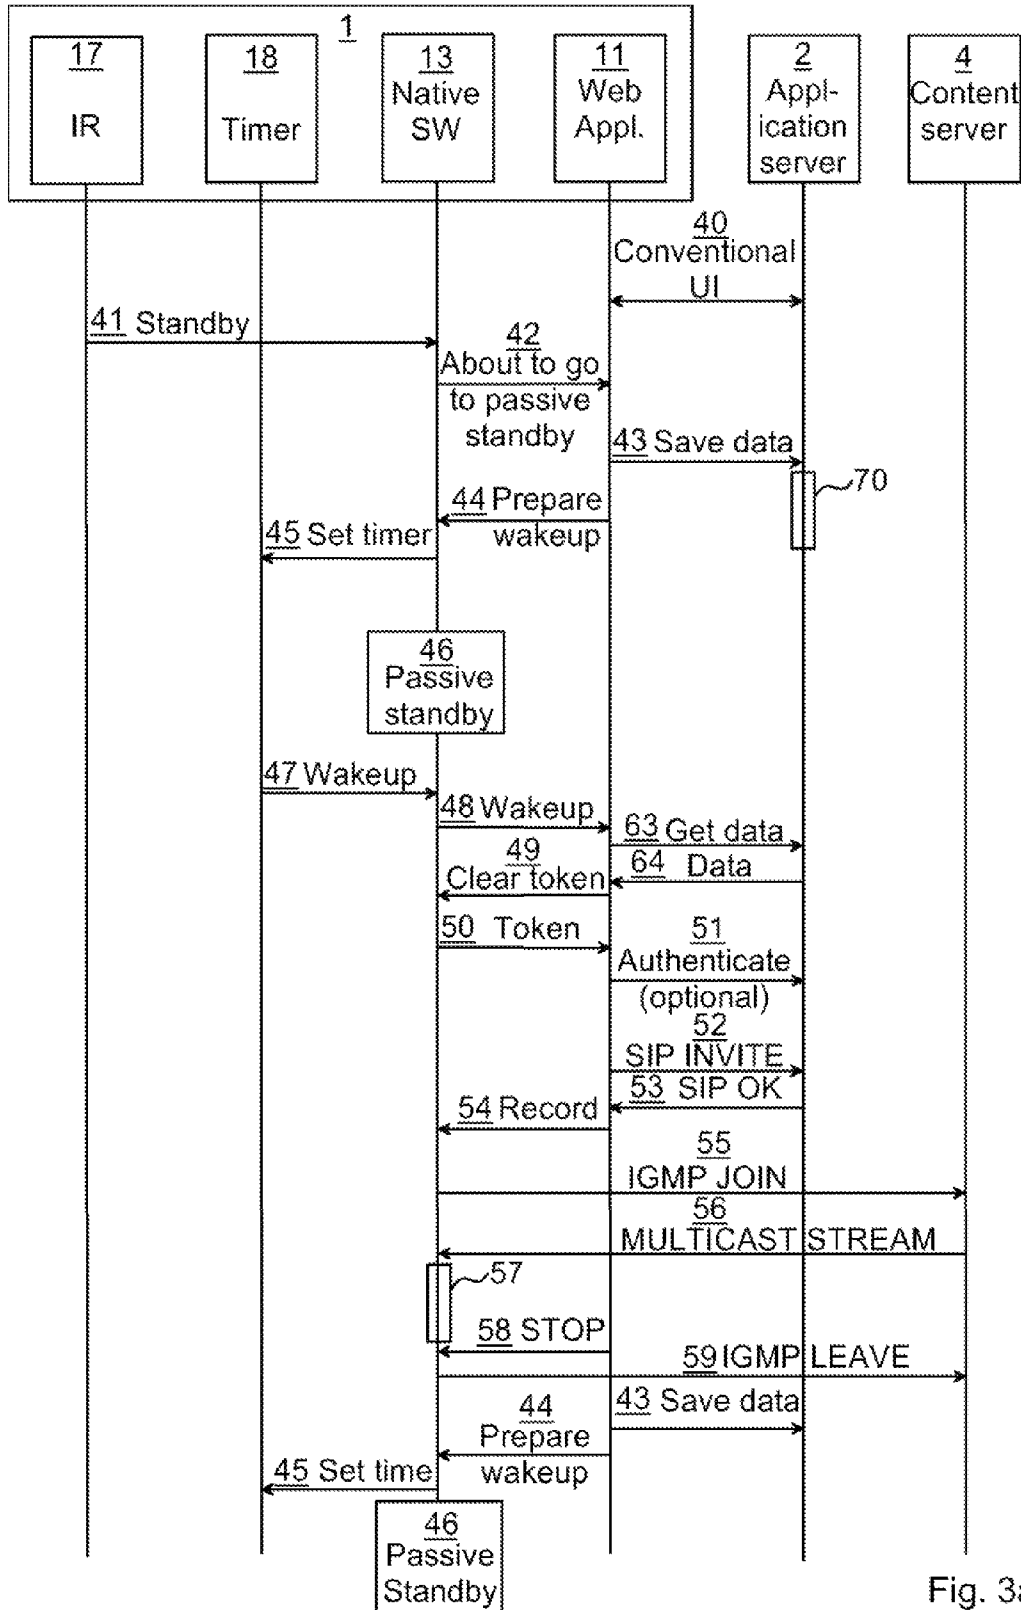 1
17
IR
18
Timer
13
Native
SW
11
Web
Appl.
2
Appl-
ication
server
4
Content
server
40
Conventional
UI
41 Standby
42
About to go
to passive
standby
43 Save data
70
44 Prepare
wakeup
45 Set timer
46
Passive
standby
47 Wakeup
48 Wakeup
63 Get data
49
Clear token
64 Data
50 Token
51
Authenticate
(optional)
52
SIP INVITE
53 SIP OK
54 Record
55
IGMP JOIN
56
MULTICAST STREAM
57
58 STOP
59 IGMP LEAVE
43 Save data
44
Prepare
wakeup
45 Set time
46
Passive
Standby
Fig. 3a